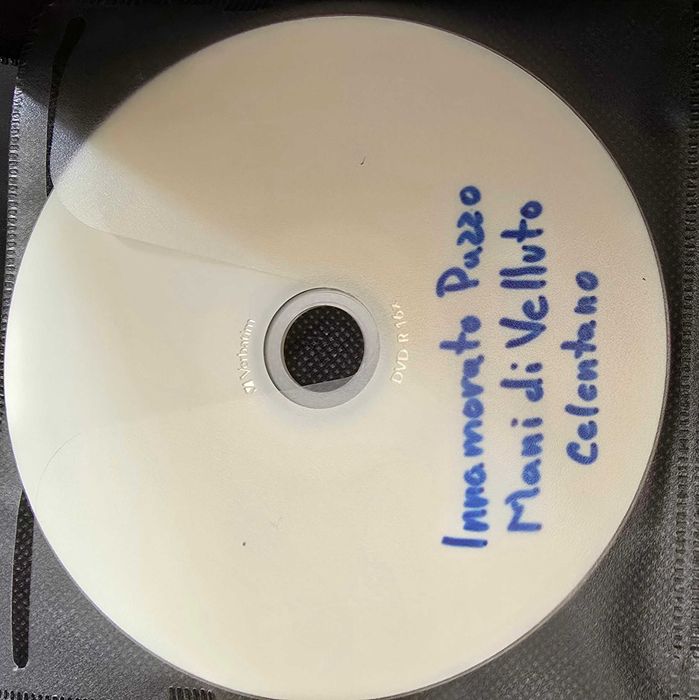 Innamorato Pazzo
Mani di Velluto
Celentano
Verbatim
DVD-R 16x